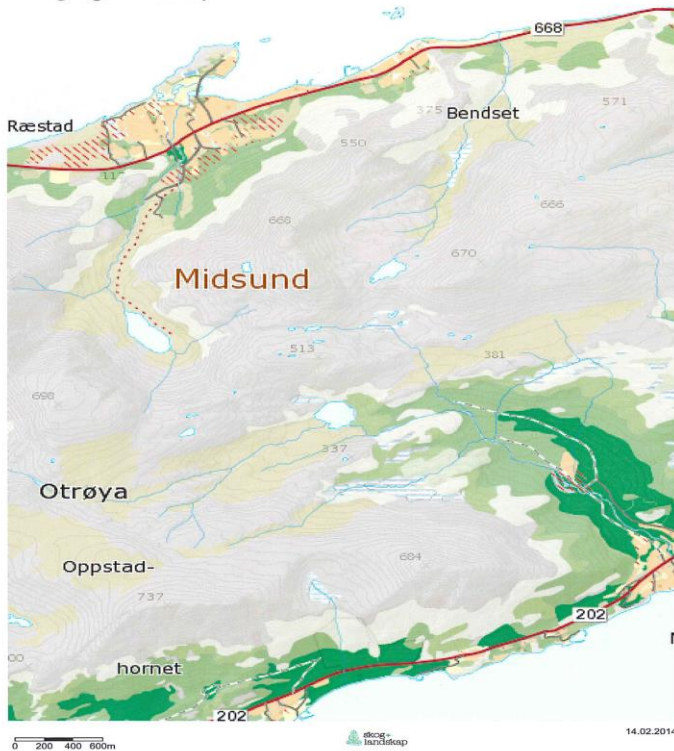 668
Ræstad
Bendset
375
571
550
11
668
666
670
Midsund
513
381
698
337
Otrøya
684
Oppstad-
737
202
hornet
202
0 200 400 600m
skog+
landskap
14.02.2014